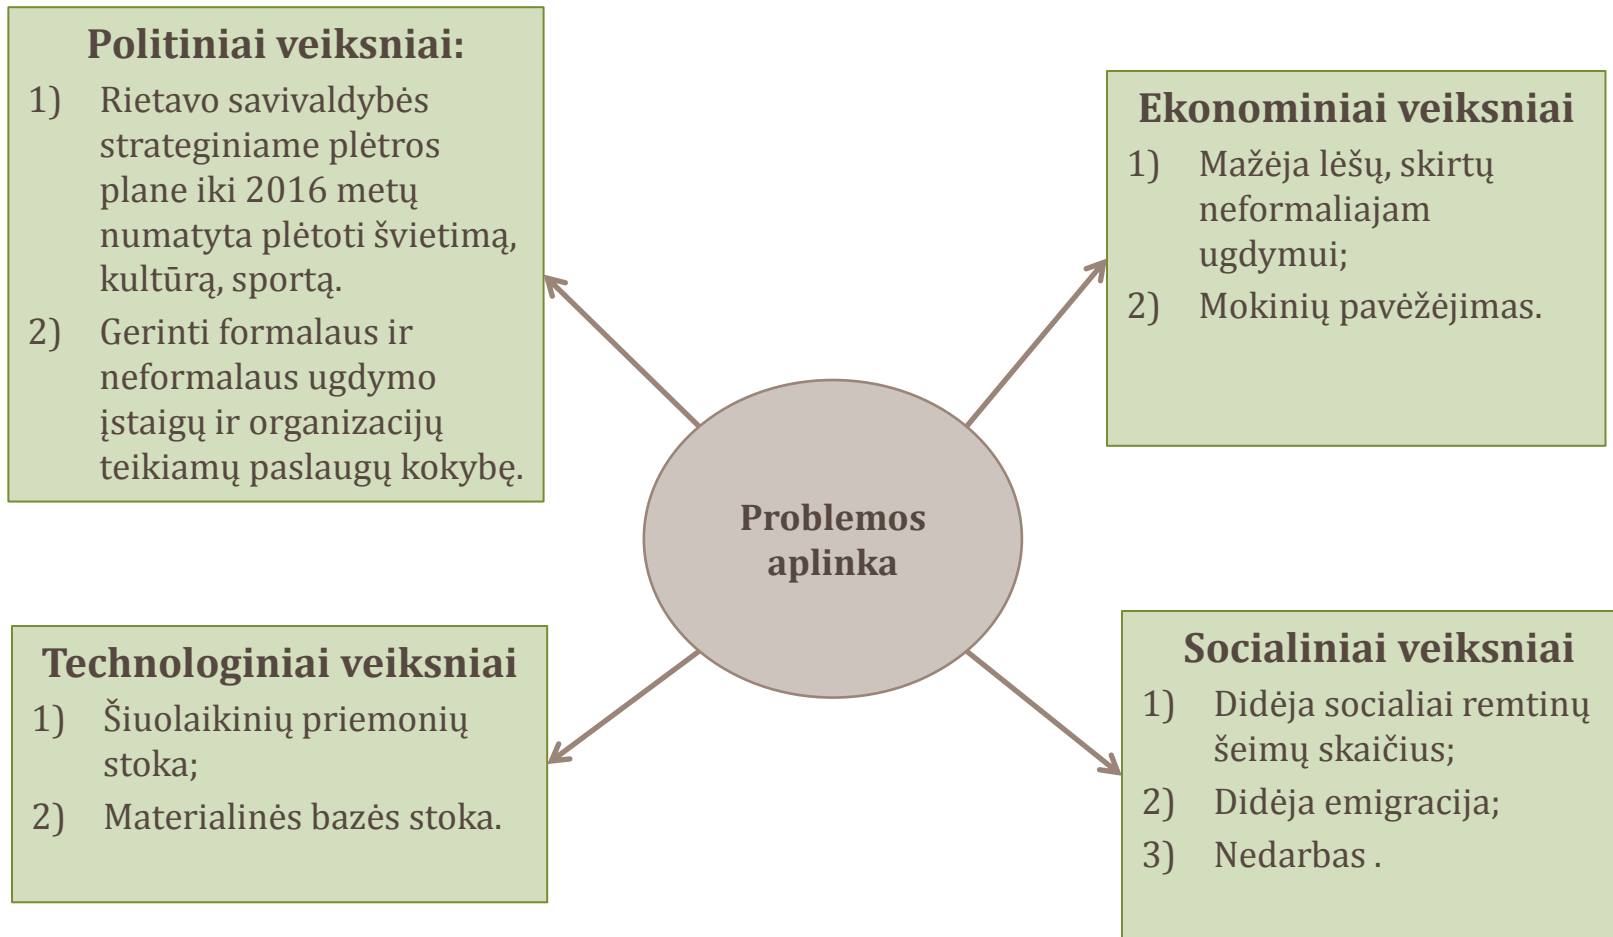 Politiniai veiksniai:
1) Rietavo savivaldybės
strateginiame plėtros
plane iki 2016 metų
numatyta plėtoti švietimą,
kultūrą, sportą.
2) Gerinti formalaus ir
neformalaus ugdymo
įstaigų ir organizacijų
teikiamų paslaugų kokybę.
Ekonominiai veiksniai
1) Mažėja lėšų, skirtų
neformaliajam
ugdymui;
2) Mokinių pavėžėjimas.
Problemos
aplinka
Technologiniai veiksniai
1) Šiuolaikinių priemonių
stoka;
2) Materialinės bazės stoka.
Socialiniai veiksniai
1) Didėja socialiai remtinų
šeimų skaičius;
2) Didėja emigracija;
3) Nedarbas .